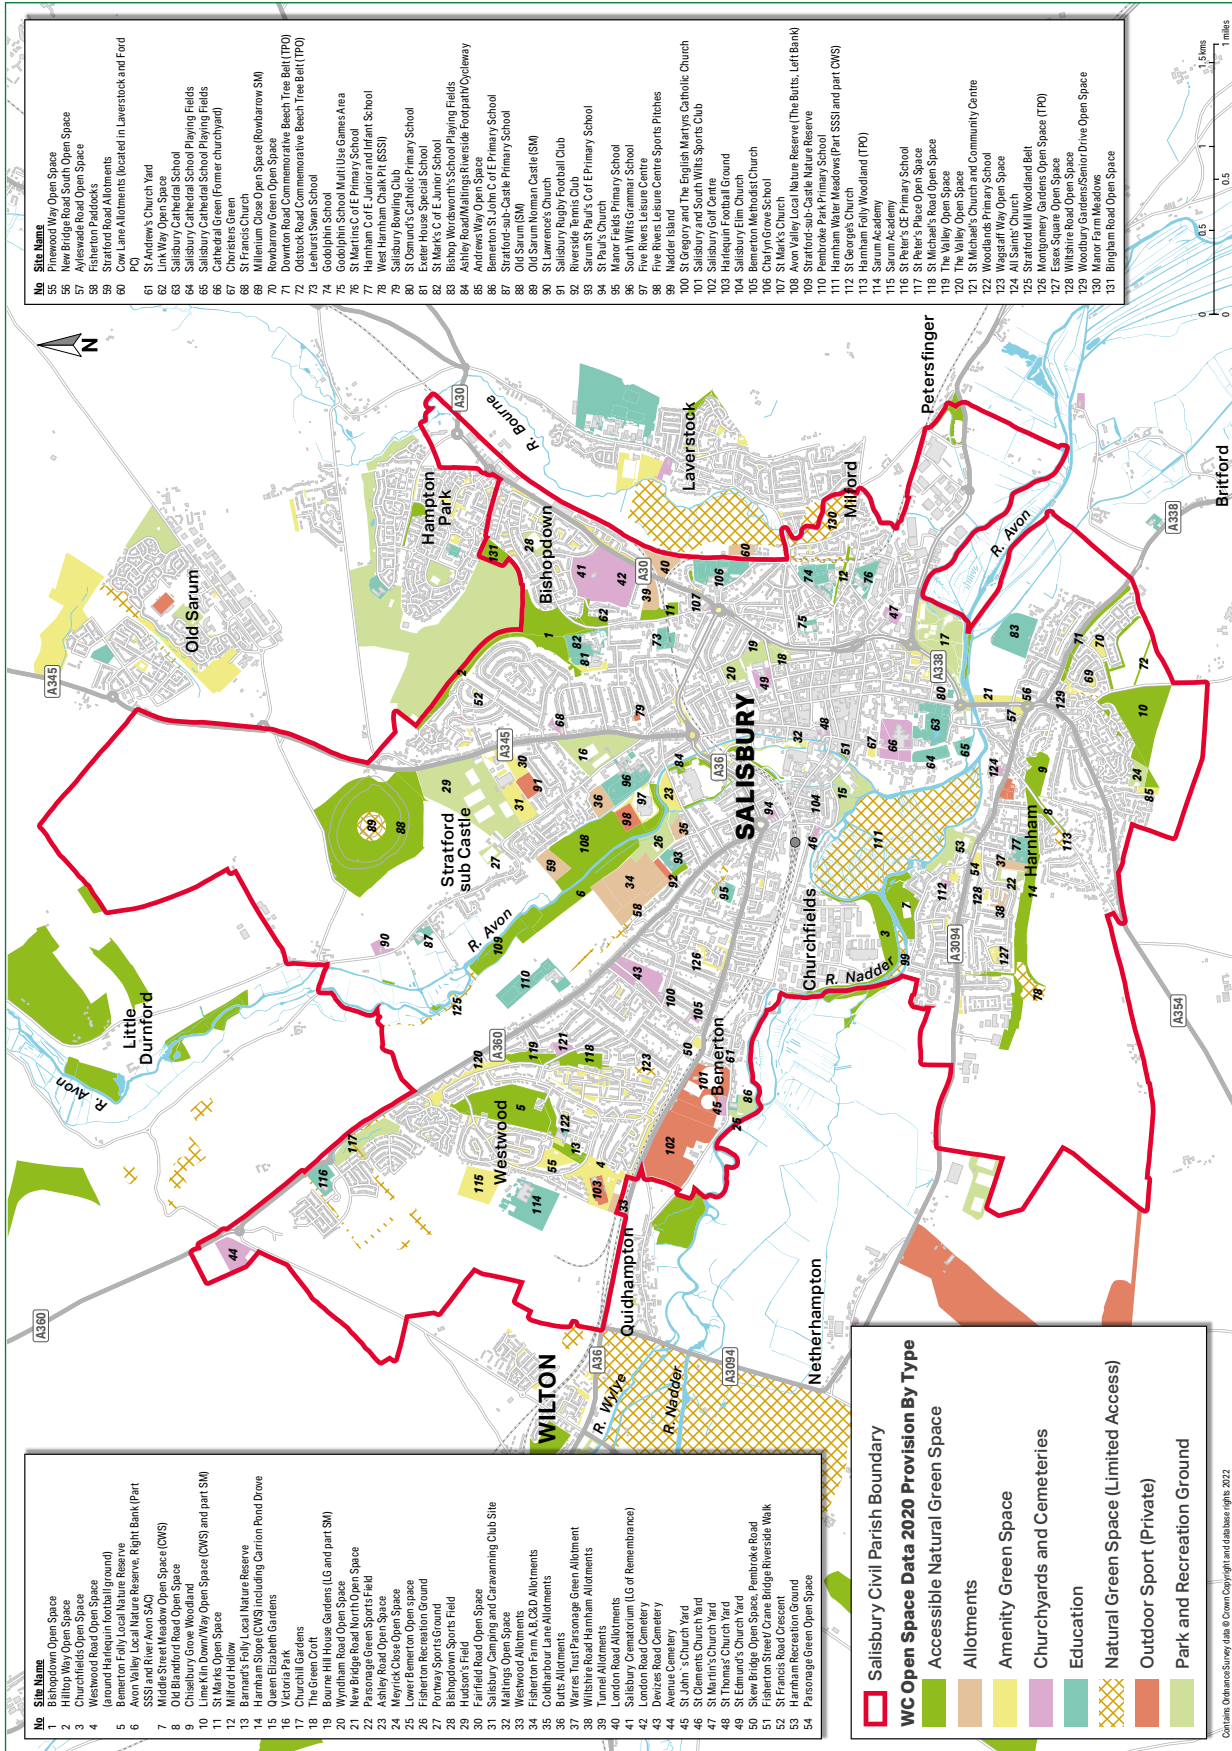 No Site Name
1 Bishopdown Open Space
2 Hilltop Way Open Space
3 Churchfields Open Space
4 Westwood Road Open Space
(around Harlequin football ground)
5 Bemerton Folly Local Nature Reserve
6 Avon Valley Local Nature Reserve, Right Bank (Part
SSSI and River Avon SAC)
7 Middle Street Meadow Open Space (CWS)
8 Old Blandford Road Open Space
9 Chiselbury Grove Woodland
10 Lime Kiln Down/Way Open Space (CWS) and part SM)
11 St Marks Open Space
12 Milford Hollow
13 Barnard's Folly Local Nature Reserve
14 Harnham Slope (CWS) including Carrion Pond Drove
15 Queen Elizabeth Gardens
16 Victoria Park
17 Churchill Gardens
18 The Green Croft
19 Bourne Hill House Gardens (LG and part SM)
20 Wyndham Road Open Space
21 New Bridge Road North Open Space
22 Parsonage Green Sports Field
23 Ashley Road Open Space
24 Meyrick Close Open Space
25 Lower Bemerton Open space
26 Fisherton Recreation Ground
27 Portway Sports Ground
28 Bishopdown Sports Field
29 Hudson's Field
30 Fairfield Road Open Space
31 Salisbury Camping and Caravanning Club Site
32 Maltings Open Space
33 Westwood Allotments
34 Fisherton Farm A,B,C&D Allotments
35 Coldharbour Lane Allotments
36 Butts Allotments
37 Warres Trust Parsonage Green Allotment
38 Wiltshire Road Harnham Allotments
39 Tunnel Allotments
40 London Road Allotments
41 Salisbury Crematorium (LG of Remembrance)
42 London Road Cemetery
43 Devizes Road Cemetery
44 Avenue Cemetery
45 St John`s Church Yard
46 St Clements Church Yard
47 St Martin's Church Yard
48 St Thomas' Church Yard
49 St Edmund's Church Yard
50 Skew Bridge Open Space, Pembroke Road
51 Fisherton Street/ Crane Bridge Riverside Walk
52 St Francis Road Crescent
53 Harnham Recreation Ground
54 Parsonage Green Open Space
No Site Name
55 Pinewood Way Open Space
56 New Bridge Road South Open Space
57 Ayleswade Road Open Space
58 Fisherton Paddocks
59 Stratford Road Allotments
60 Cow Lane Allotments (located in Laverstock and Ford
PC)
61 St Andrew's Church Yard
62 Link Way Open Space
63 Salisbury Cathedral School
64 Salisbury Cathedral School Playing Fields
65 Salisbury Cathedral School Playing Fields
66 Cathedral Green (Former churchyard)
67 Choristers Green
68 St Francis Church
69 Millenium Close Open Space (Rowbarrow SM)
70 Rowbarrow Green Open Space
71 Downton Road Commemorative Beech Tree Belt (TPO)
72 Odstock Road Commemorative Beech Tree Belt (TPO)
73 Leehurst Swan School
74 Godolphin School
75 Godolphin School Multi Use Games Area
76 St Martins C of E Primary School
77 Harnham C of E Junior and Infant School
78 West Harnham Chalk Pit (SSSI)
79 Salisbury Bowling Club
80 St Osmund's Catholic Primary School
81 Exeter House Special School
82 St Mark's C of E Junior School
83 Bishop Wordsworth's School Playing Fields
84 Ashley Road/Maltings Riverside Footpath/Cycleway
85 Andrews Way Open Space
86 Bemerton St John C of E Primary School
87 Stratford-sub-Castle Primary School
88 Old Sarum (SM)
89 Old Sarum Norman Castle (SM)
90 St Lawrence's Church
91 Salisbury Rugby Football Club
92 Riverside Tennis Club
93 Sarum St Paul's C of E Primary School
94 St Paul's Church
95 Manor Fields Primary School
96 South Wilts Grammar School
97 Five Rivers Leisure Centre
98 Five Rivers Leisure Centre Sports Pitches
99 Nadder Island
100 St Gregory and The English Martyrs Catholic Church
101 Salisbury and South Wilts Sports Club
102 Salisbury Golf Centre
103 Harlequin Football Ground
104 Salisbury Elim Church
105 Bemerton Methodist Church
106 Chafyn Grove School
107 St Mark's Church
108 Avon Valley Local Nature Reserve (The Butts, Left Bank)
109 Stratford-sub-Castle Nature Reserve
110 Pembroke Park Primary School
111 Harnham Water Meadows (Part SSSI and part CWS)
112 St George's Church
113 Harnham Folly Woodland (TPO)
114 Sarum Academy
115 Sarum Academy
116 St Peter's CE Primary School
117 St Peter's Place Open Space
118 St Michael's Road Open Space
119 The Valley Open Space
120 The Valley Open Space
121 St Michael's Church and Community Centre
122 Woodlands Primary School
123 Wagstaff Way Open Space
124 All Saints' Church
125 Stratford Mill Woodland Belt
126 Montgomery Gardens Open Space (TPO)
127 Essex Square Open Space
128 Wiltshire Road Open Space
129 Woodbury Gardens/Senior Drive Open Space
130 Manor Farm Meadows
131 Bingham Road Open Space
N
A360
A345
A30
A36
A3094
A354
A338
Old Sarum
Hampton
Park
Bishopdown
R. Bourne
Laverstock
Milford
Petersfinger
R. Avon
Britford
Little
Durnford
Stratford
sub Castle
SALISBURY
Churchfields
R. Nadder
Harnham
Bemerton
Westwood
Quidhampton
WILTON
R. Wylye
Netherhampton
0 0.5 1 1.5 kms
0 0.5 1 miles
Salisbury Civil Parish Boundary
WC Open Space Data 2020 Provision By Type
Accessible Natural Green Space
Allotments
Amenity Green Space
Churchyards and Cemeteries
Education
Natural Green Space (Limited Access)
Outdoor Sport (Private)
Park and Recreation Ground
Contains Ordnance Survey data © Crown Copyright and database rights 2022